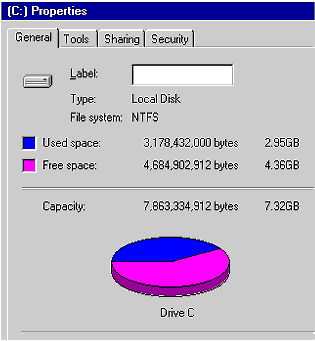 (C:) Properties
General Tools Sharing Security
Label:
Type: Local Disk
File system: NTFS
Used space: 3,178,432,000 bytes 2.95GB
Free space: 4,684,902,912 bytes 4.36GB
Capacity: 7,863,334,912 bytes 7.32GB
Drive C